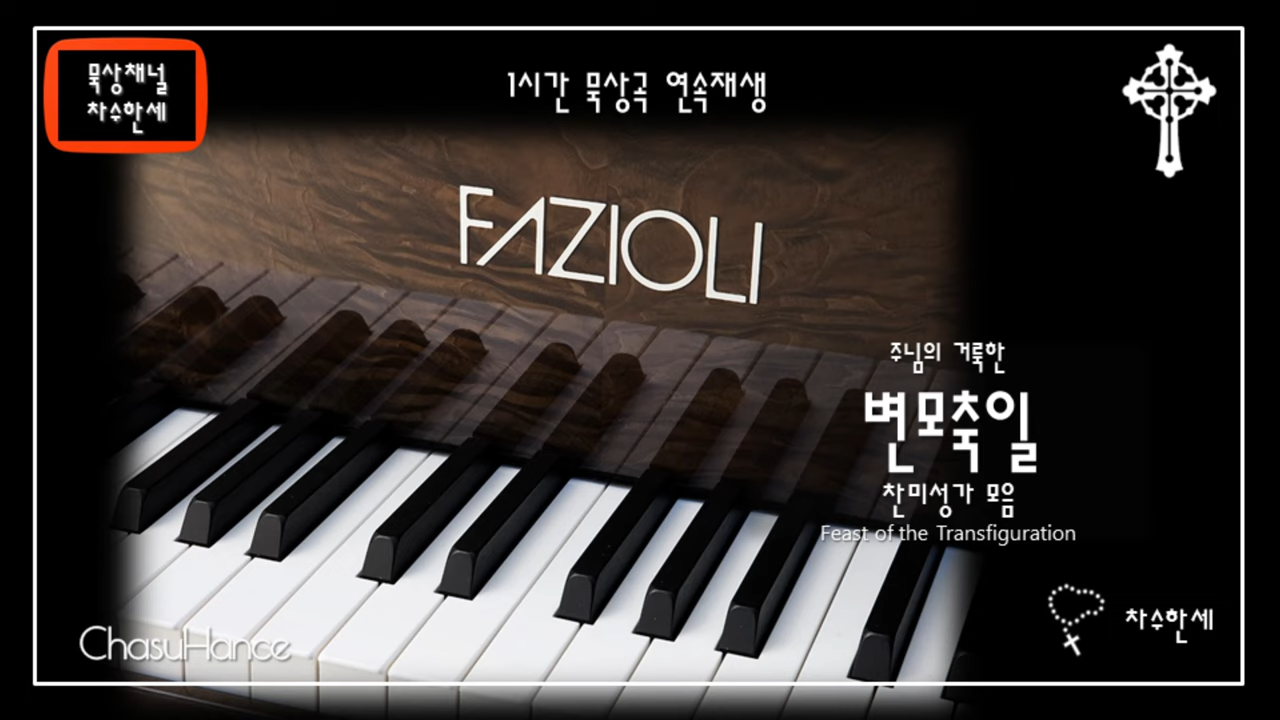 묵상채널
차수한세
1시간 묵상곡 연속재생
FAZIOLI
주님의 거룩한
변모축일
찬미성가 모음
Feast of the Transfiguration
차수한세
ChasuHance